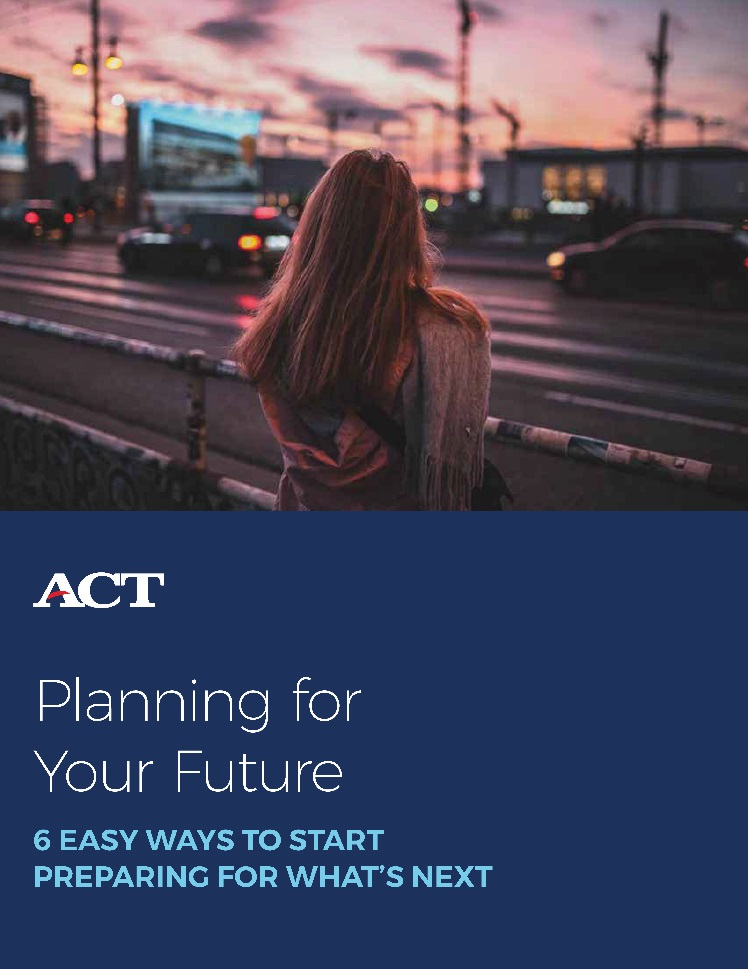 ACT
Planning for
Your Future
6 EASY WAYS TO START
PREPARING FOR WHAT'S NEXT